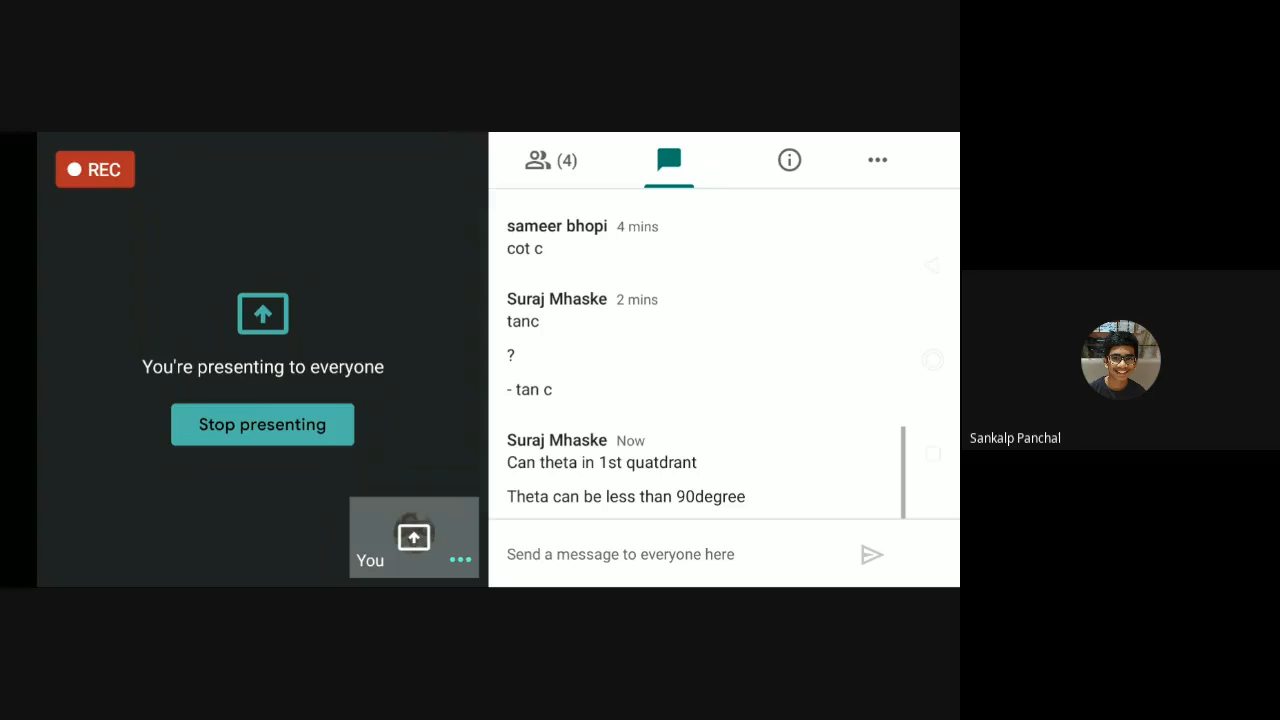 REC
(4)
sameer bhopi 4 mins
cot c
Suraj Mhaske 2 mins
tanc
?
- tan c
Suraj Mhaske Now
Can theta in 1st quatdrant
Theta can be less than 90degree
Send a message to everyone here
You're presenting to everyone
Stop presenting
You
Sankalp Panchal